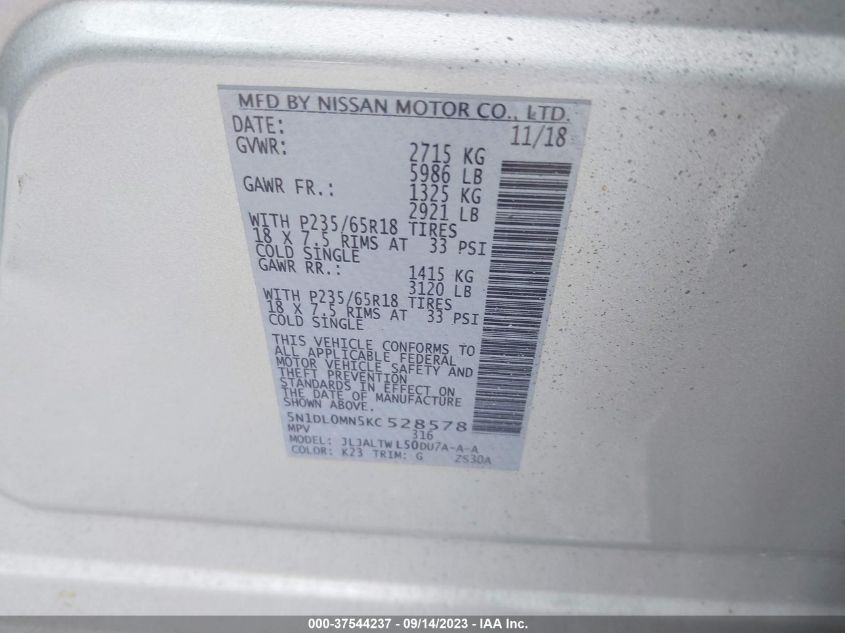 MFD BY NISSAN MOTOR CO., LTD.
DATE: 11/18
GVWR: 2715 KG
5986 LB
GAWR FR.: 1325 KG
2921 LB
WITH P235/65R18 TIRES
18 X 7.5 RIMS AT 33 PSI
COLD SINGLE
GAWR RR.: 1415 KG
3120 LB
WITH P235/65R18 TIRES
18 X 7.5 RIMS AT 33 PSI
COLD SINGLE
THIS VEHICLE CONFORMS TO
ALL APPLICABLE FEDERAL
MOTOR VEHICLE SAFETY AND
THEFT PREVENTION
STANDARDS IN EFFECT ON
THE DATE OF MANUFACTURE
SHOWN ABOVE.
5N1DL0MN5KC 528578
MPV 316
MODEL: JLJALTWL50DU7A-A-A
COLOR: K23 TRIM: G 2S30A
000-37544237 - 09/14/2023 - IAA Inc.